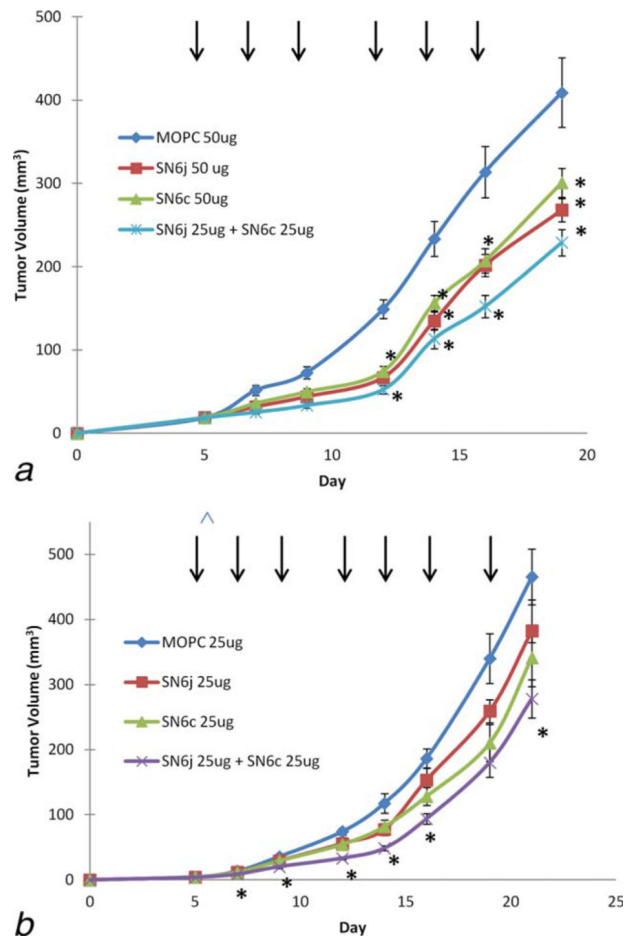 a
500
400
300
200
100
0
Tumor Volume (mm³)
MOPC 50ug
SN6j 50 ug
SN6c 50ug
SN6j 25ug + SN6c 25ug
*
*
*
*
*
*
*
*
*
*
0 5 10 15 20
Day
b
500
400
300
200
100
0
Tumor Volume (mm³)
MOPC 25ug
SN6j 25ug
SN6c 25ug
SN6j 25ug + SN6c 25ug
* * * * * *
0 5 10 15 20 25
Day